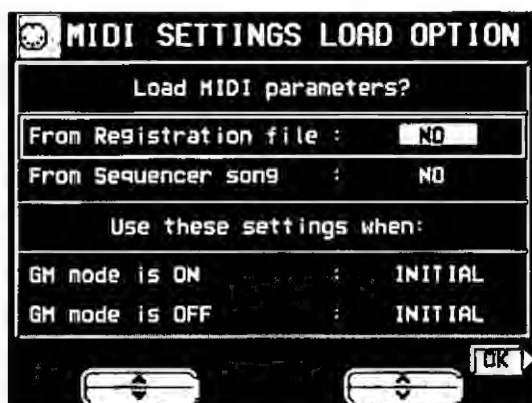 MIDI SETTINGS LOAD OPTION
Load MIDI parameters?
From Registration file : NO
From Sequencer song : NO
Use these settings when:
GM mode is ON : INITIAL
GM mode is OFF : INITIAL
OK